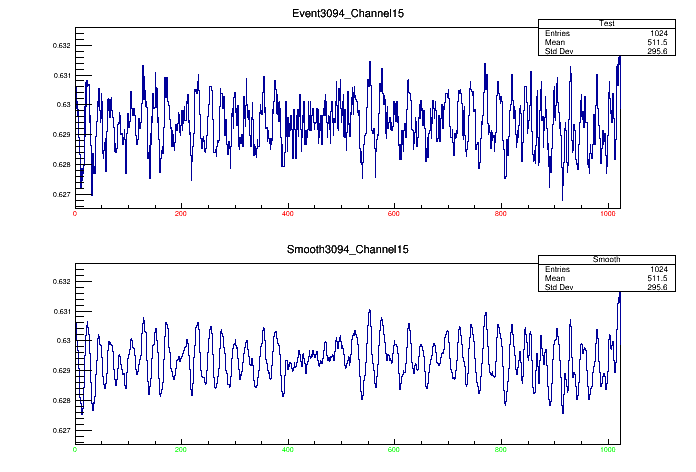 Event3094_Channel15
Test
Entries 1024
Mean 511.5
Std Dev 295.6
0.632
0.631
0.63
0.629
0.628
0.627
0 200 400 600 800 1000
Smooth3094_Channel15
Smooth
Entries 1024
Mean 511.5
Std Dev 295.6
0.632
0.631
0.63
0.629
0.628
0.627
0 200 400 600 800 1000